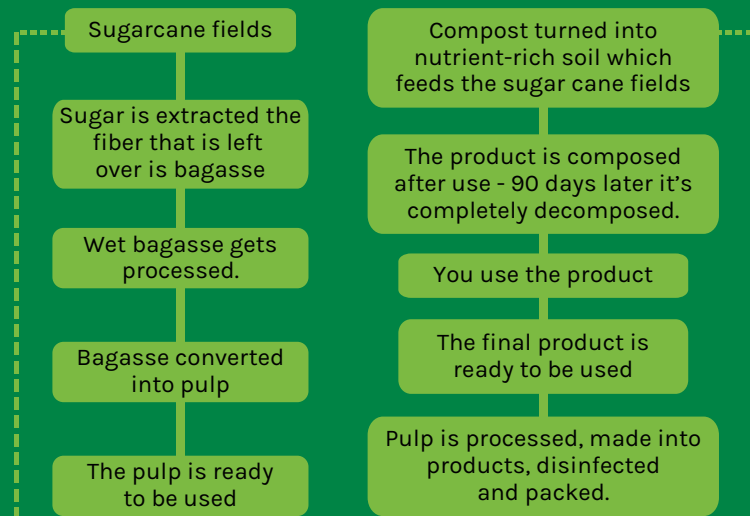 Sugarcane fields
Sugar is extracted the
fiber that is left
over is bagasse
Wet bagasse gets
processed.
Bagasse converted
into pulp
The pulp is ready
to be used
Compost turned into
nutrient-rich soil which
feeds the sugar cane fields
The product is composed
after use - 90 days later it's
completely decomposed.
You use the product
The final product is
ready to be used
Pulp is processed, made into
products, disinfected
and packed.